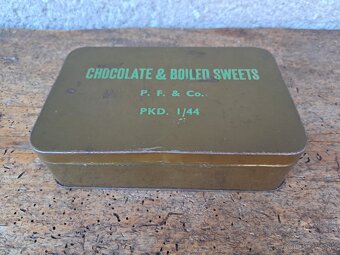 CHOCOLATE & BOILED SWEETS
P. F. & Co.
PKD. 1/44